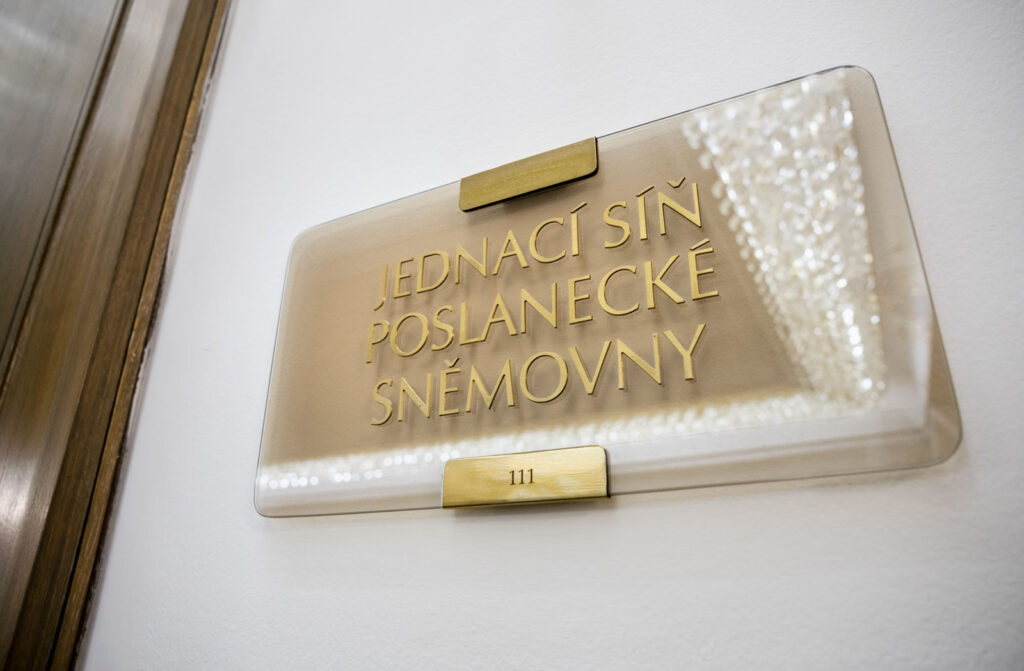 JEDNACÍ SÍŇ
POSLANECKÉ
SNĚMOVNY
111